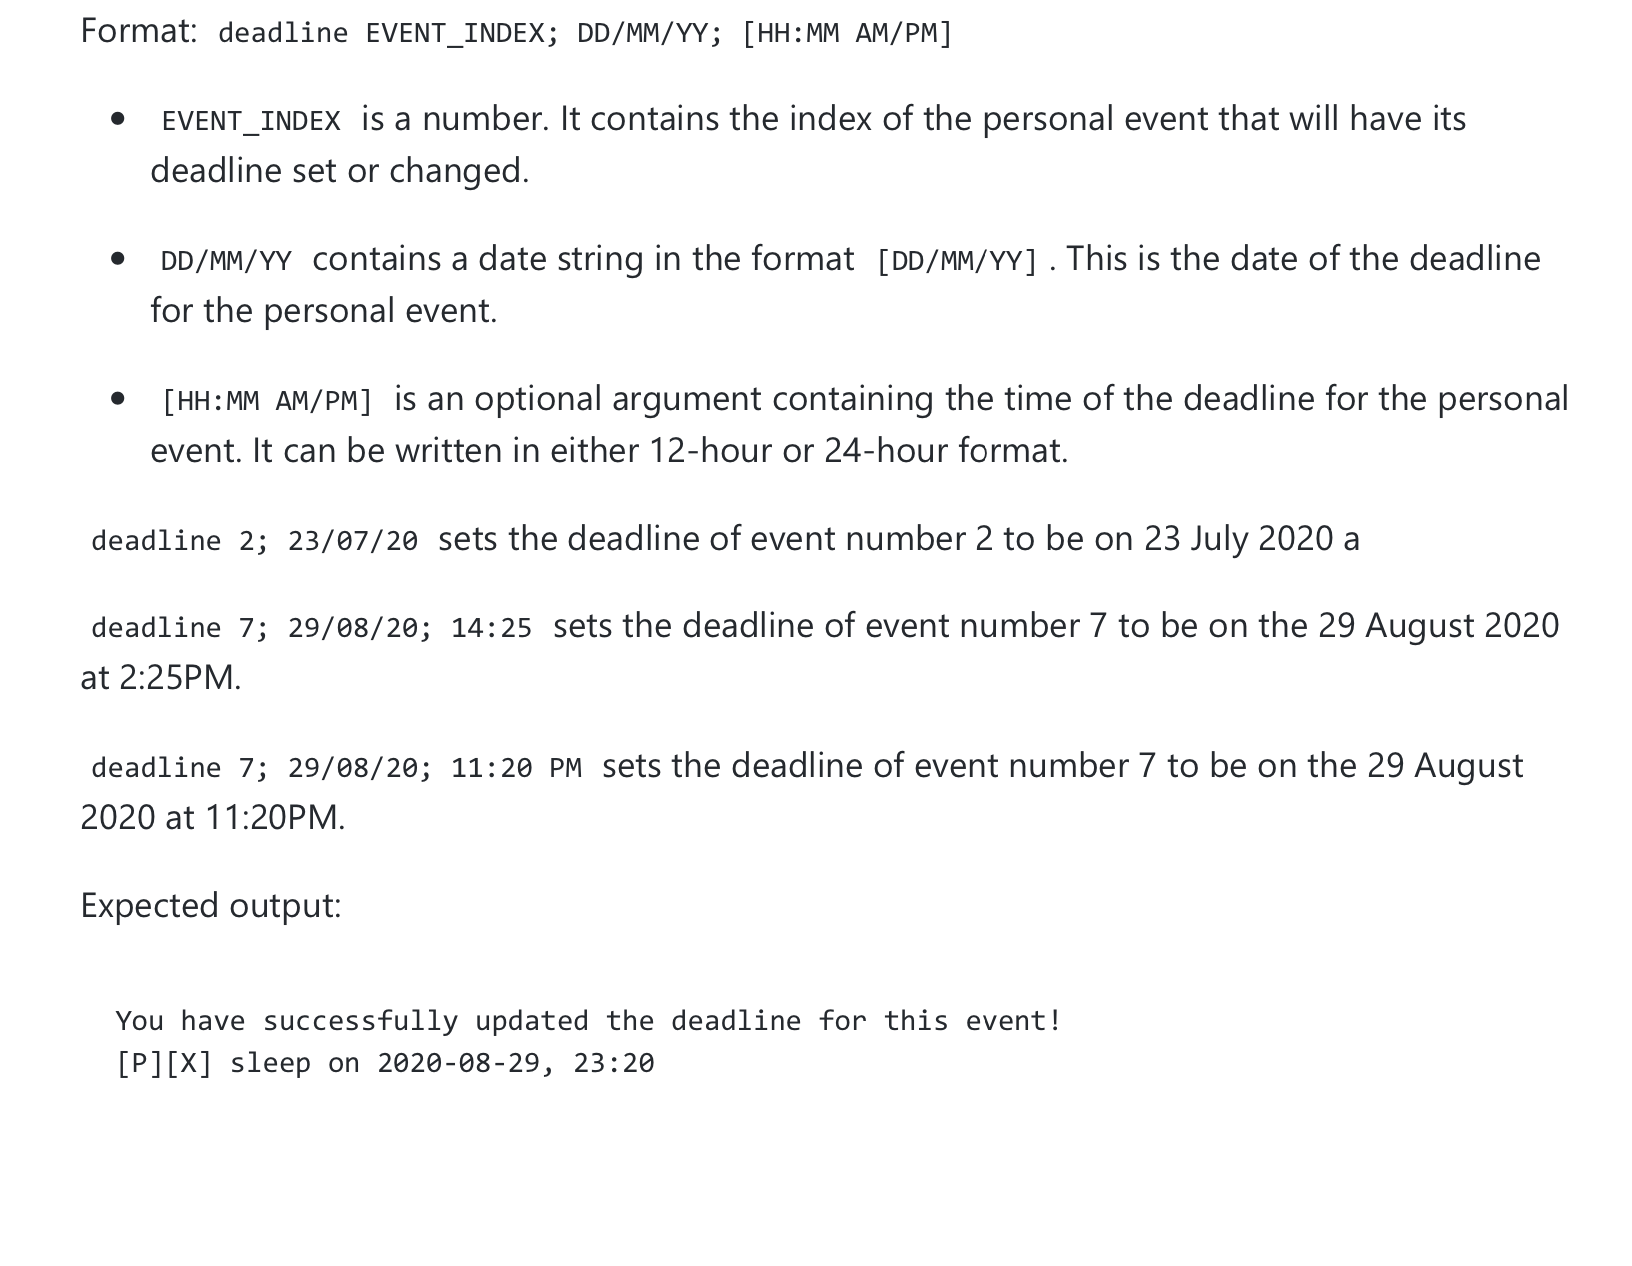 Format: deadline EVENT_INDEX; DD/MM/YY; [HH:MM AM/PM]
• EVENT_INDEX is a number. It contains the index of the personal event that will have its
deadline set or changed.
• DD/MM/YY contains a date string in the format [DD/MM/YY]. This is the date of the deadline
for the personal event.
• [HH:MM AM/PM] is an optional argument containing the time of the deadline for the personal
event. It can be written in either 12-hour or 24-hour format.
deadline 2; 23/07/20 sets the deadline of event number 2 to be on 23 July 2020 a
deadline 7; 29/08/20; 14:25 sets the deadline of event number 7 to be on the 29 August 2020
at 2:25PM.
deadline 7; 29/08/20; 11:20 PM sets the deadline of event number 7 to be on the 29 August
2020 at 11:20PM.
Expected output:
You have successfully updated the deadline for this event!
[P][X] sleep on 2020-08-29, 23:20